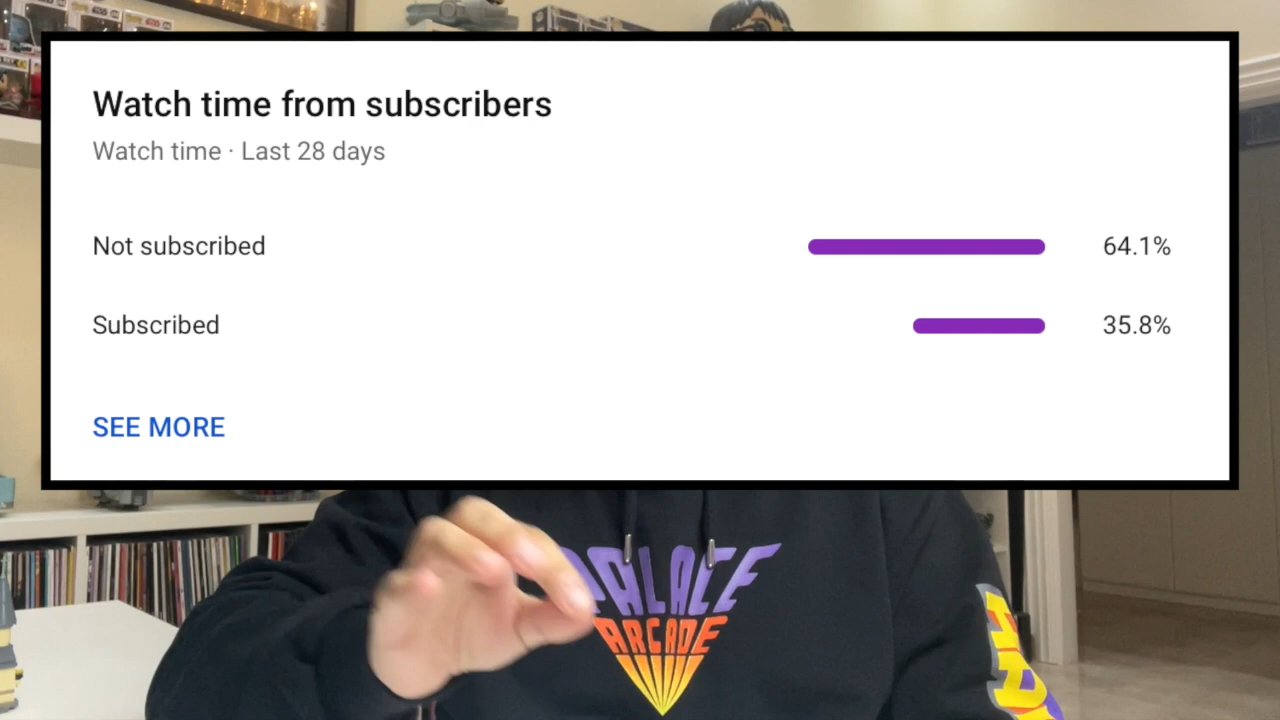 Watch time from subscribers
Watch time · Last 28 days
Not subscribed 64.1%
Subscribed 35.8%
SEE MORE
PALACE
ARCADE